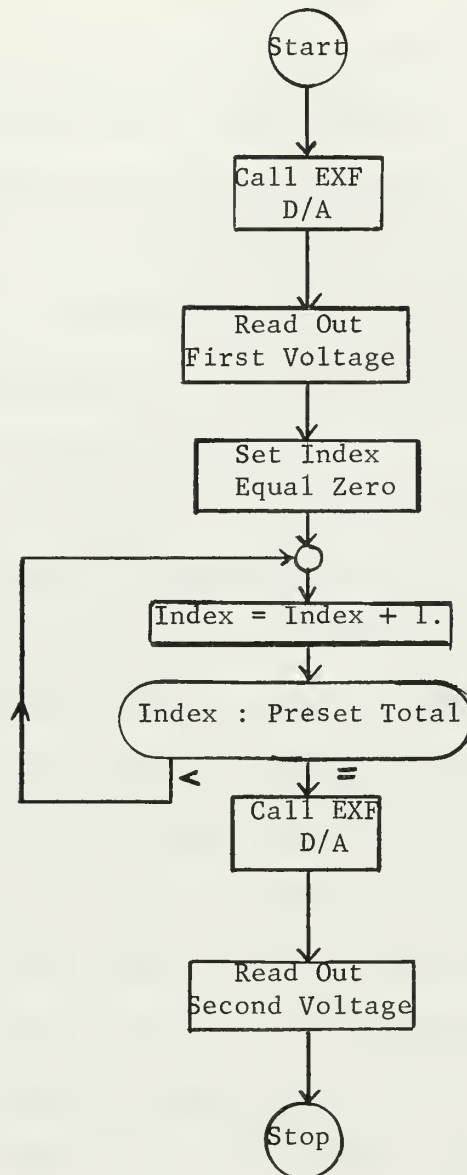 Start
Call EXF
D/A
Read Out
First Voltage
Set Index
Equal Zero
Index = Index + 1.
Index : Preset Total
< =
Call EXF
D/A
Read Out
Second Voltage
Stop